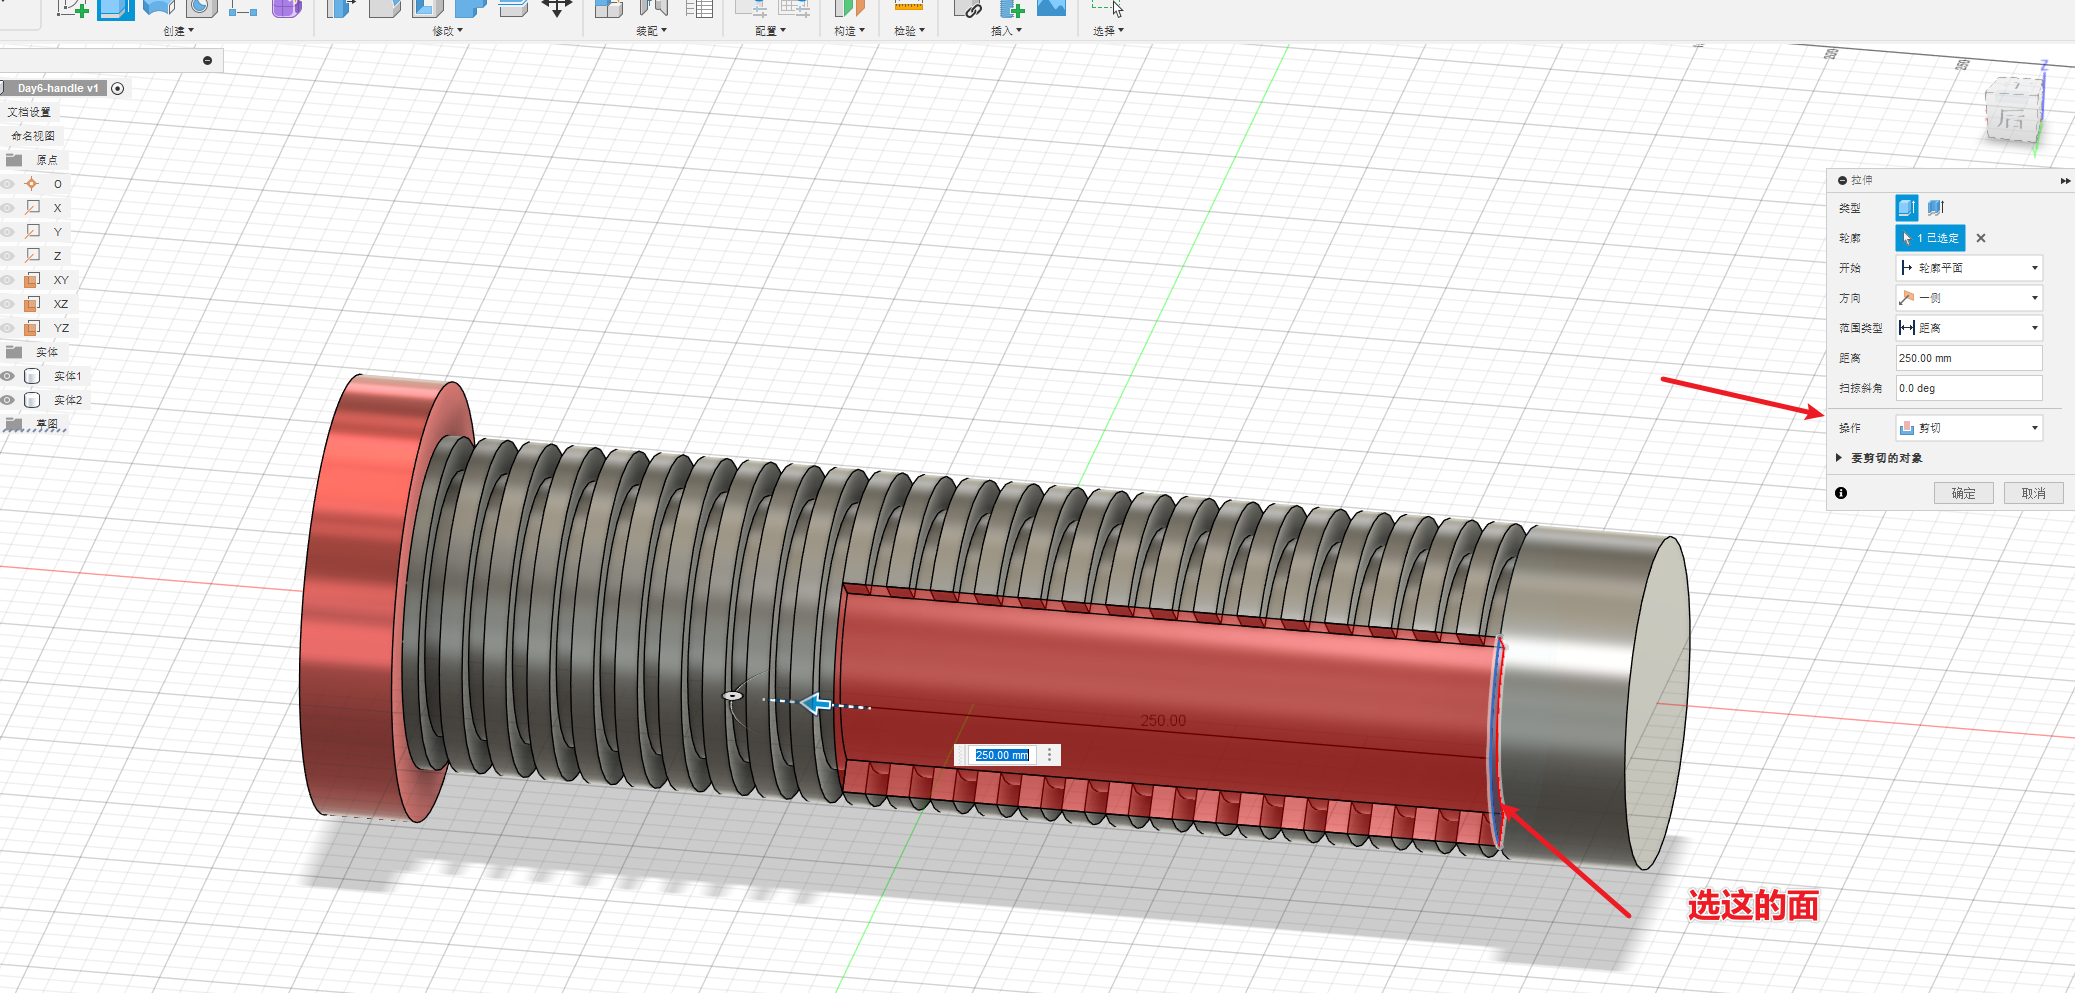 创建
修改
装配
配置
构造
检验
插入
选择
Day6-handle v1
文档设置
命名视图
原点
O
X
Y
Z
XY
XZ
YZ
实体
实体1
实体2
草图
Z
后
拉伸
类型
轮廓
1 已选定
开始
轮廓平面
方向
一侧
范围类型
距离
距离
250.00 mm
扫掠斜角
0.0 deg
操作
剪切
要剪切的对象
确定
取消
250.00
250.00 mm
选这的面